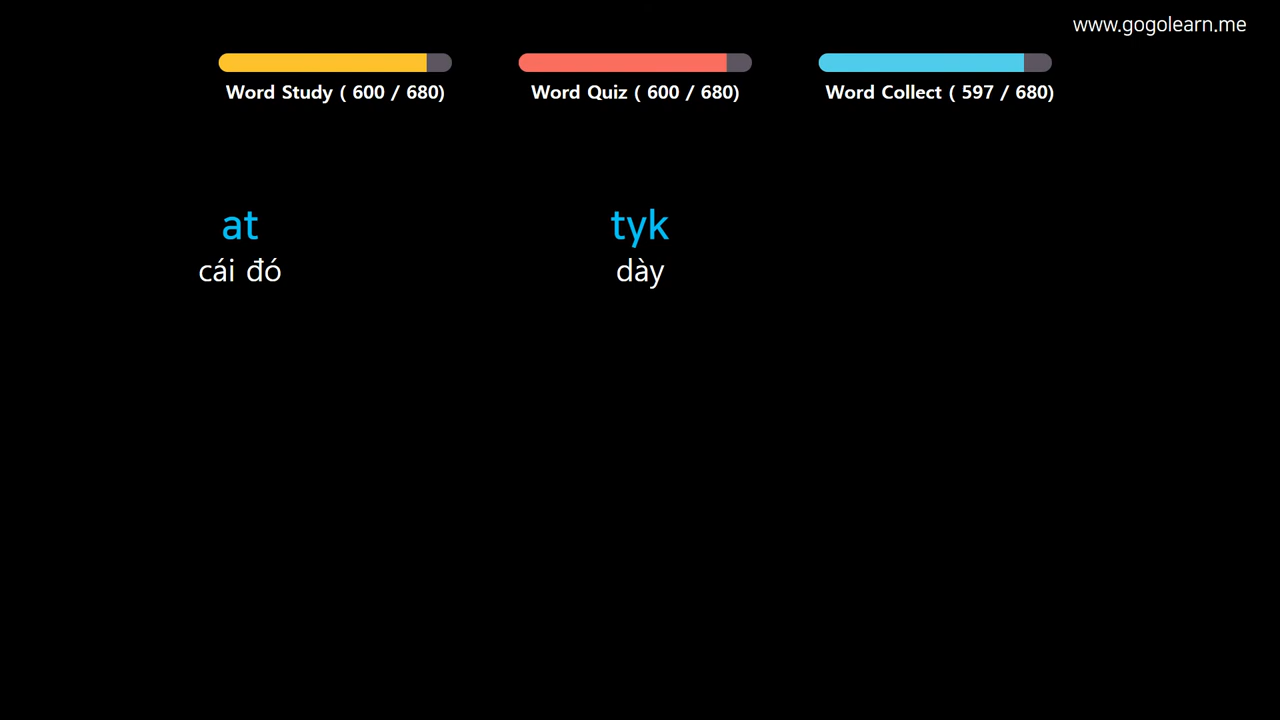 www.gogolearn.me
Word Study ( 600 / 680)
Word Quiz ( 600 / 680)
Word Collect ( 597 / 680)
at
cái đó
tyk
dày